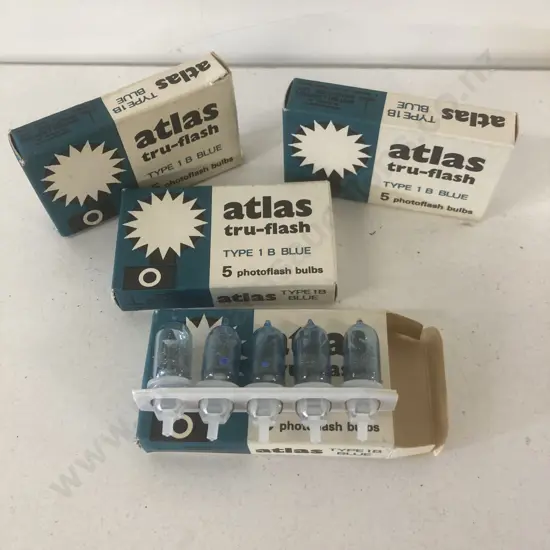 atlas
TYPE 1B
BLUE
atlas
tru-flash
TYPE 1 B BLUE
5 photoflash bulbs
atlas
TYPE 1B
BLUE
atlas
tru-flash
TYPE 1 B BLUE
5 photoflash bulbs
atlas
tru-flash
TYPE 1 B BLUE
5 photoflash bulbs
atlas TYPE 1B
BLUE
atlas
photoflash bulbs
atlas TYPE 1B
BLUE